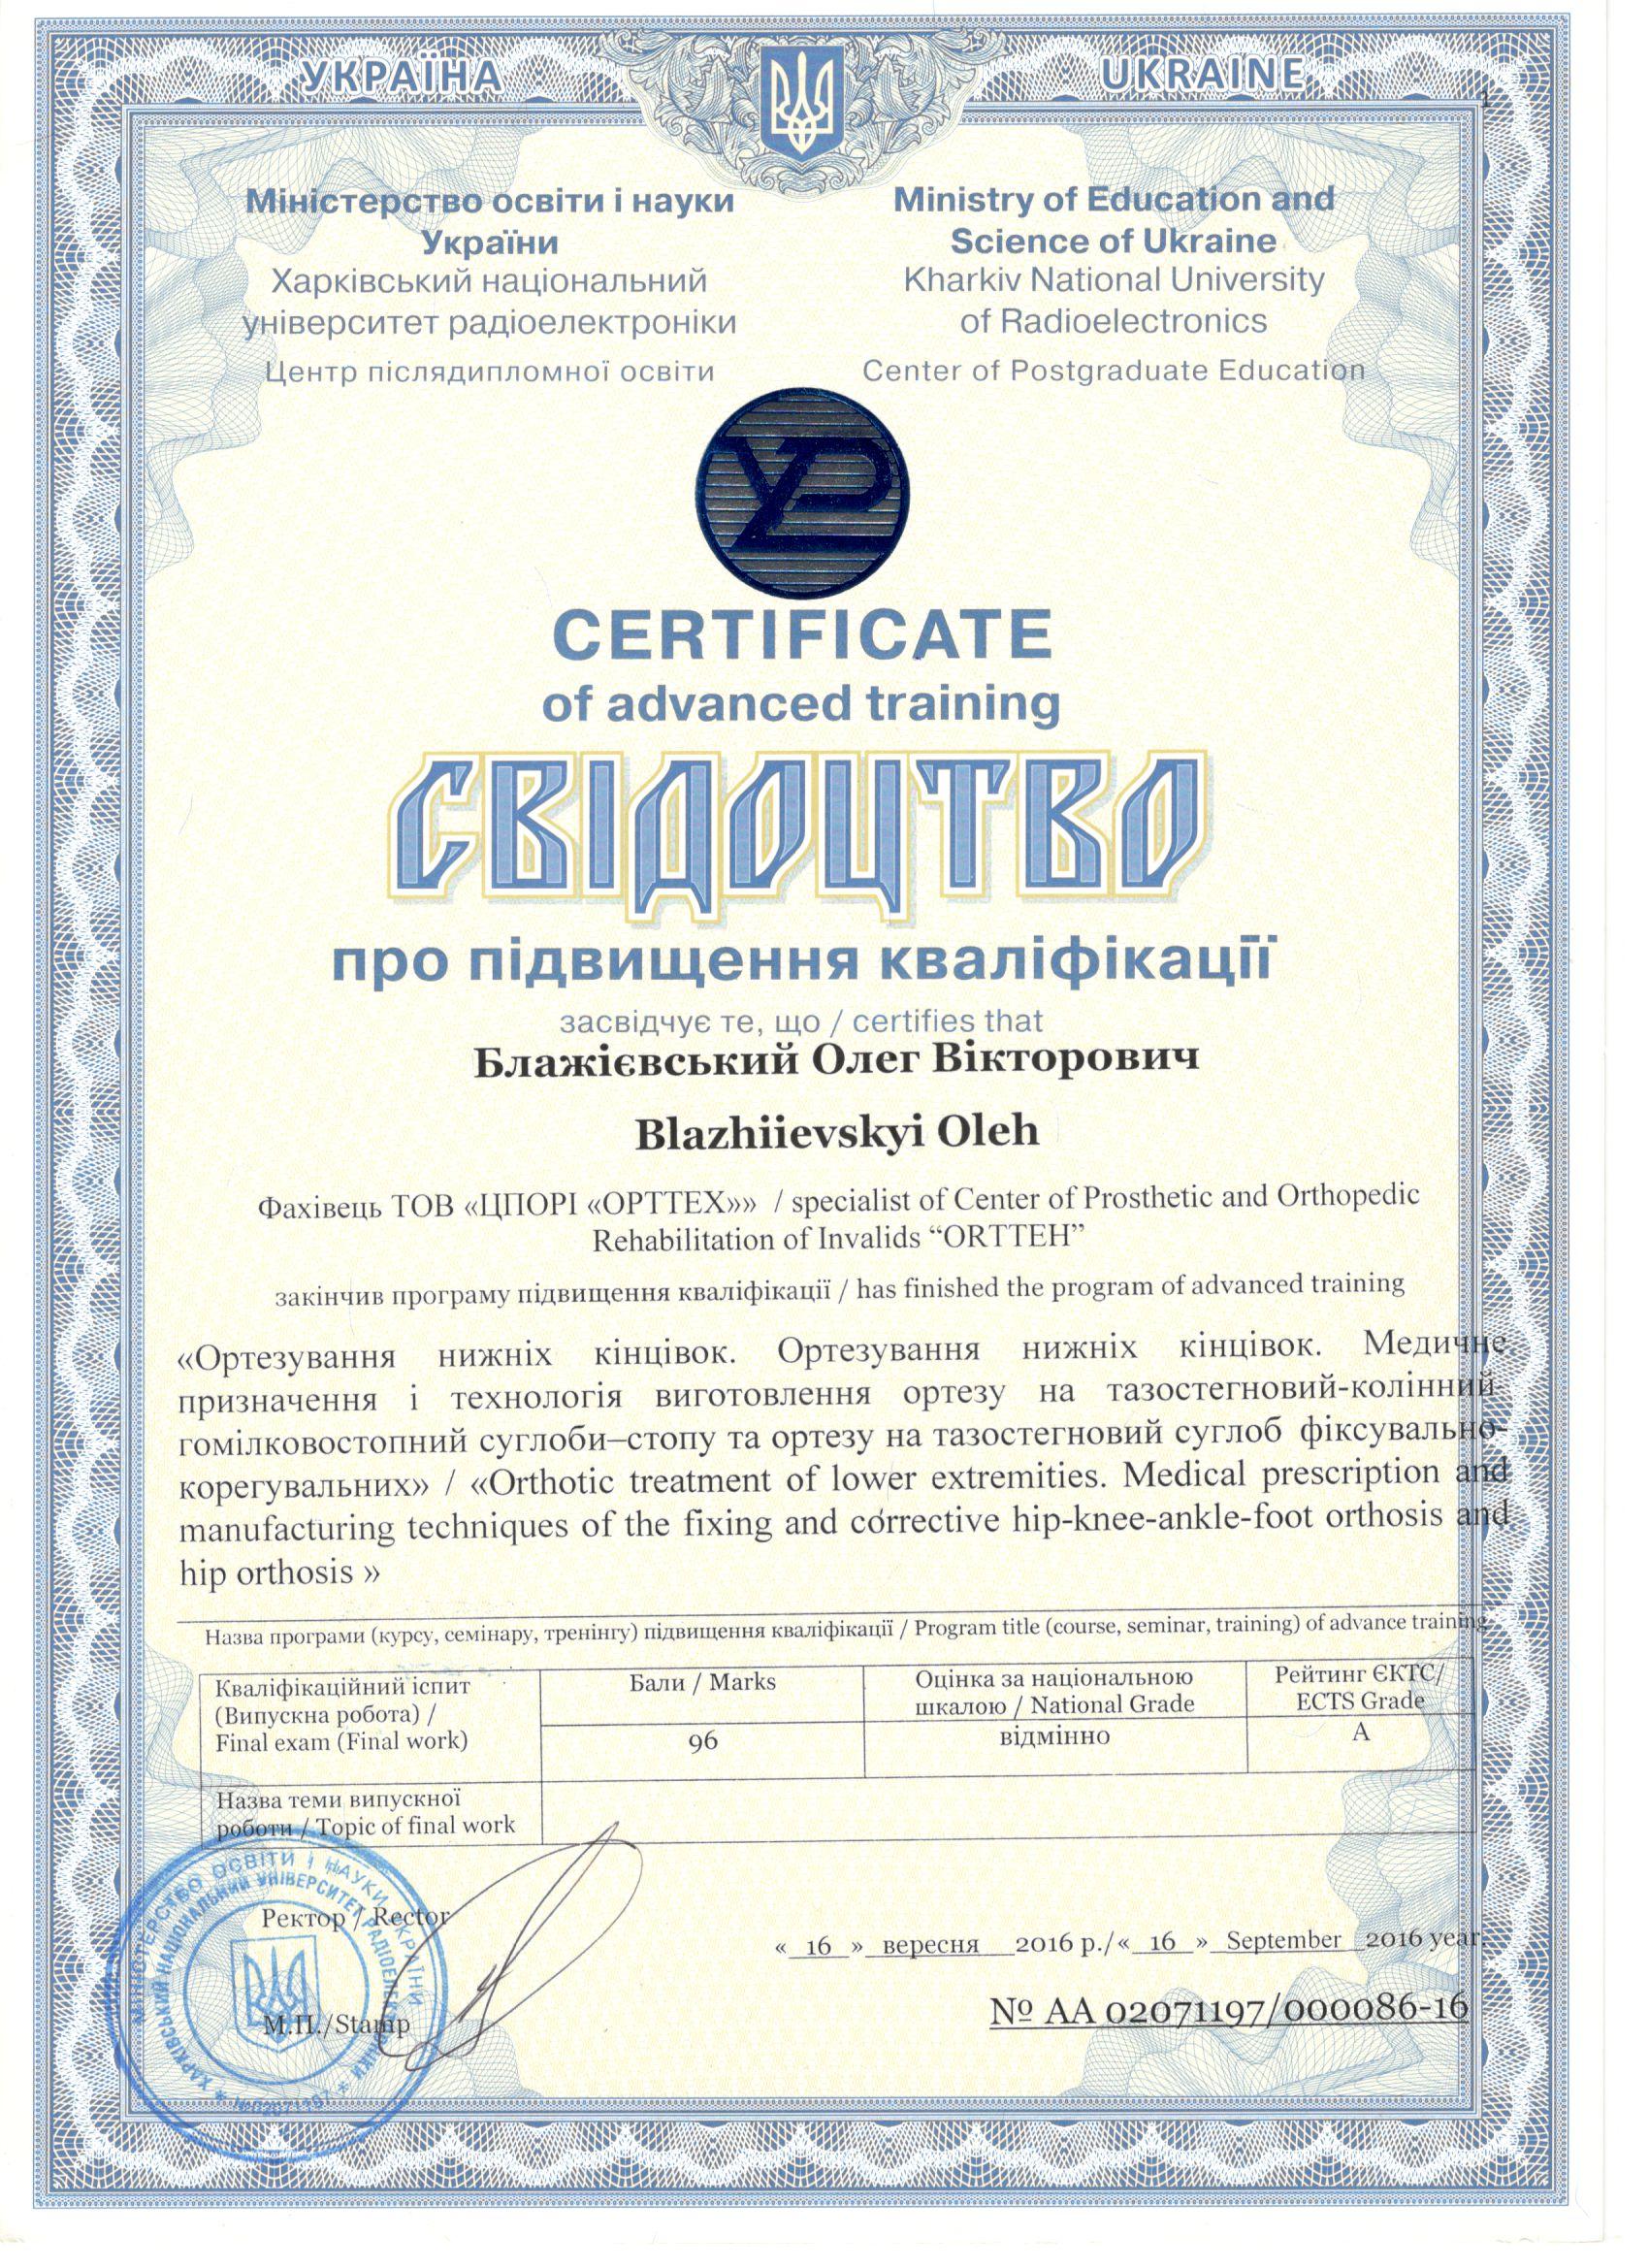 УКРАЇНА
UKRAINE
1
Міністерство освіти і науки
України
Харківський національний
університет радіоелектроніки
Центр післядипломної освіти
Ministry of Education and
Science of Ukraine
Kharkiv National University
of Radioelectronics
Center of Postgraduate Education
CERTIFICATE
of advanced training
СВІДОЦТВО
про підвищення кваліфікації
засвідчує те, що / certifies that
Блажієвський Олег Вікторович
Blazhiievskyi Oleh
Фахівець ТОВ «ЦПОРІ «ОРТТЕХ»» / specialist of Center of Prosthetic and Orthopedic
Rehabilitation of Invalids “ORTTEH”
закінчив програму підвищення кваліфікації / has finished the program of advanced training
«Ортезування нижніх кінцівок. Ортезування нижніх кінцівок. Медичне
призначення і технологія виготовлення ортезу на тазостегновий-колінний-
гомілковостопний суглоби–стопу та ортезу на тазостегновий суглоб фіксувально-
корегувальних» / «Orthotic treatment of lower extremities. Medical prescription and
manufacturing techniques of the fixing and corrective hip-knee-ankle-foot orthosis and
hip orthosis »
Назва програми (курсу, семінару, тренінгу) підвищення кваліфікації / Program title (course, seminar, training) of advance training
Кваліфікаційний іспит
(Випускна робота) /
Final exam (Final work)
Бали / Marks
Оцінка за національною
шкалою / National Grade
Рейтинг ЄКТС/
ECTS Grade
96
відмінно
А
Назва теми випускної
роботи / Topic of final work
МІНІСТЕРСТВО ОСВІТИ І НАУКИ УКРАЇНИ
ХАРКІВСЬКИЙ НАЦІОНАЛЬНИЙ УНІВЕРСИТЕТ РАДІОЕЛЕКТРОНІКИ
№02071197
Ректор / Rector
М.П./Stamp
« 16 » вересня 2016 р./« 16 » September 2016 year.
№ АА 02071197/000086-16